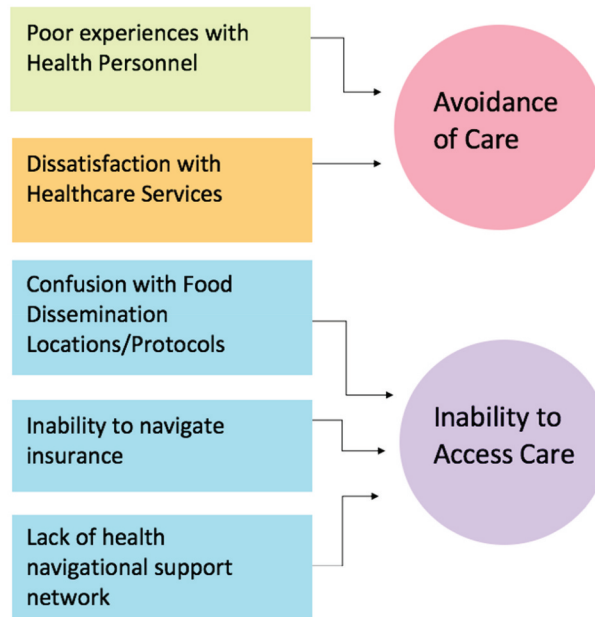 Poor experiences with
Health Personnel
Avoidance
of Care
Dissatisfaction with
Healthcare Services
Confusion with Food
Dissemination
Locations/Protocols
Inability to navigate
insurance
Inability to
Access Care
Lack of health
navigational support
network